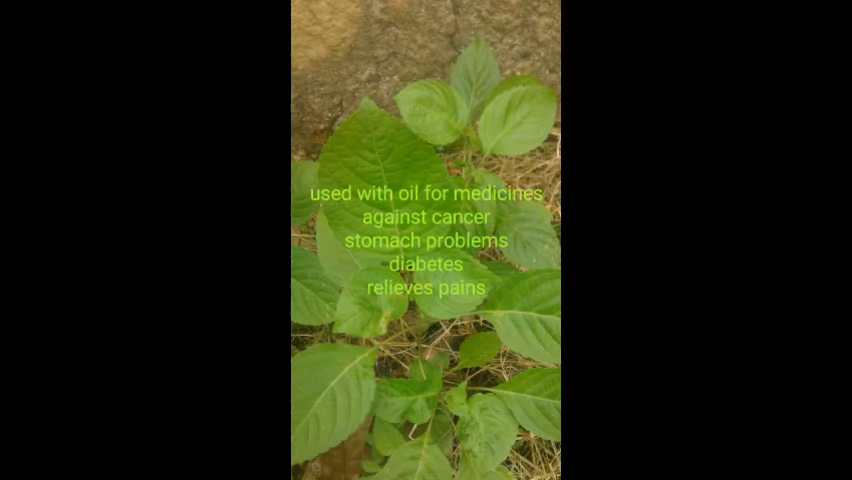 used with oil for medicines
against cancer
stomach problems
diabetes
relieves pains